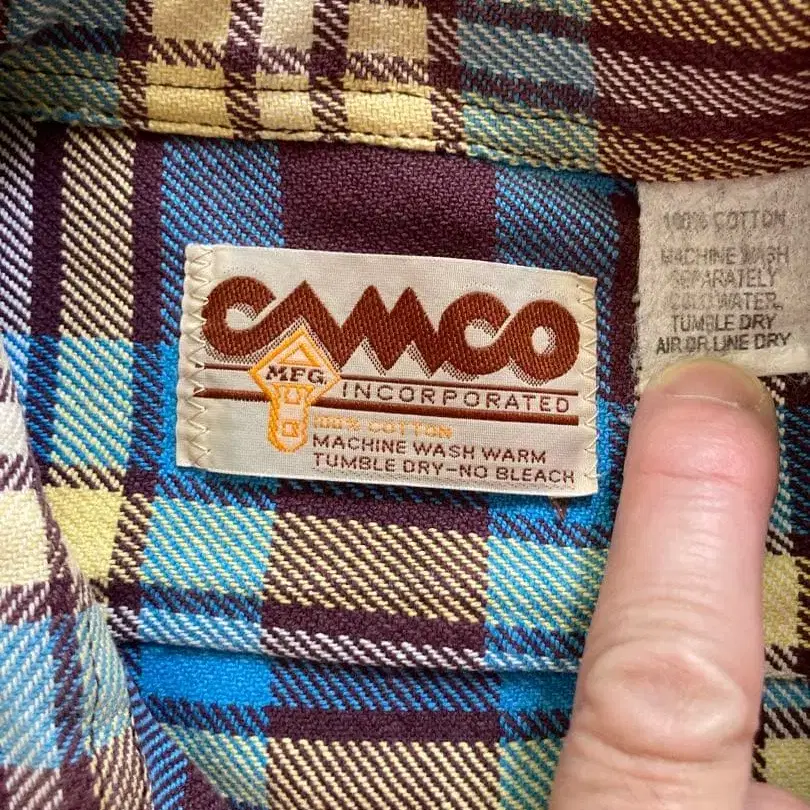 CAMCO
MFG INCORPORATED
100% COTTON
MACHINE WASH WARM
TUMBLE DRY-NO BLEACH
100% COTTON
MACHINE WASH
SEPARATELY
COLD WATER,
TUMBLE DRY
AIR OR LINE DRY